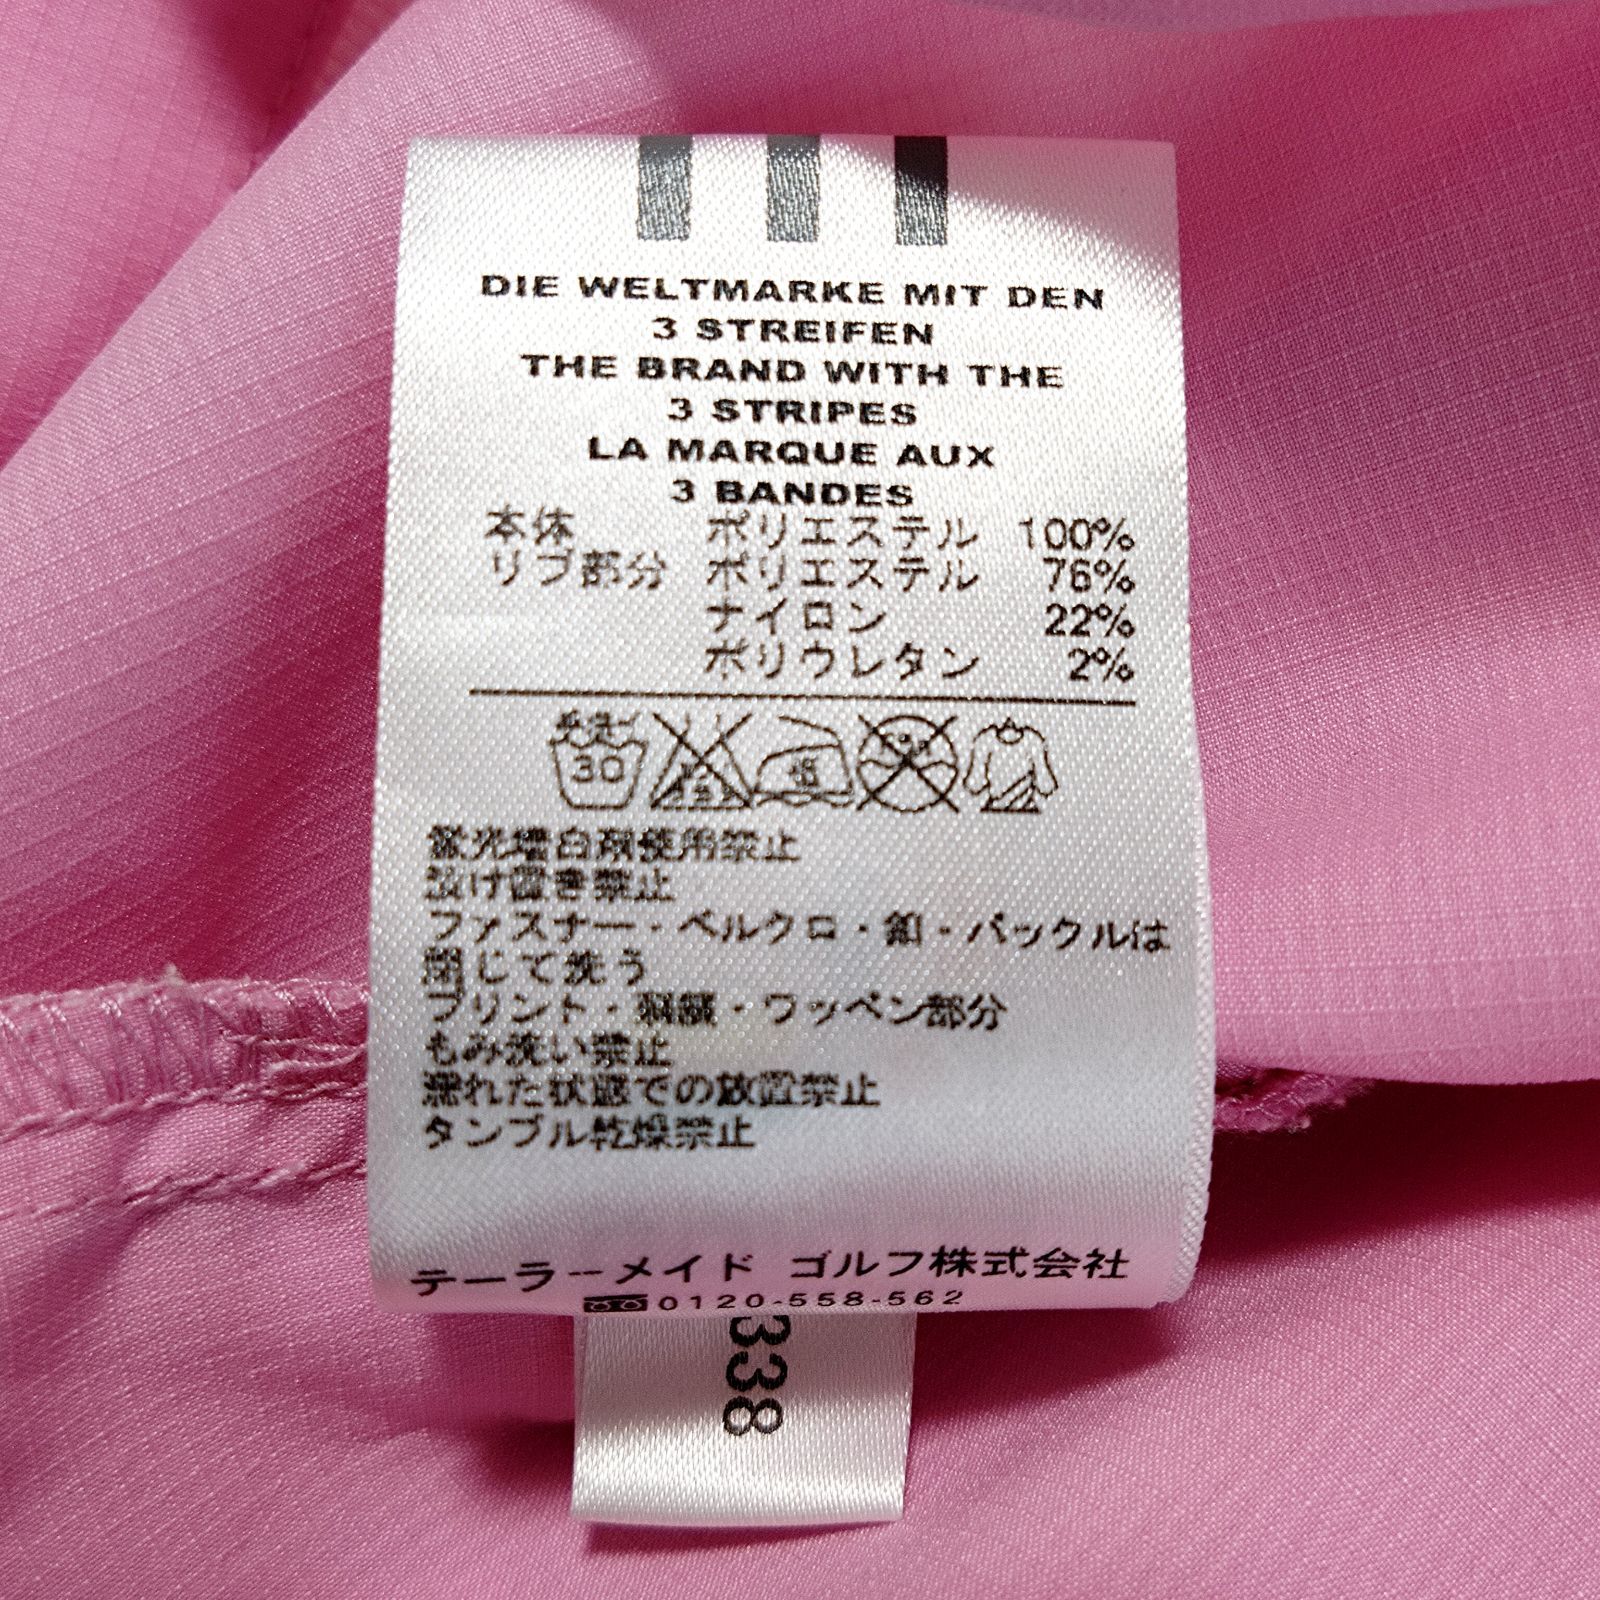 DIE WELTMARKE MIT DEN
3 STREIFEN
THE BRAND WITH THE
3 STRIPES
LA MARQUE AUX
3 BANDES
本体 ポリエステル 100%
リブ部分 ポリエステル 76%
ナイロン 22%
ポリウレタン 2%
手洗イ
30
低
蛍光増白剤使用禁止
漬け置き禁止
ファスナー・ベルクロ・釦・バックルは
閉じて洗う
プリント・刺繍・ワッペン部分
もみ洗い禁止
濡れた状態での放置禁止
タンブル乾燥禁止
テーラーメイド ゴルフ株式会社
0120-558-562
338